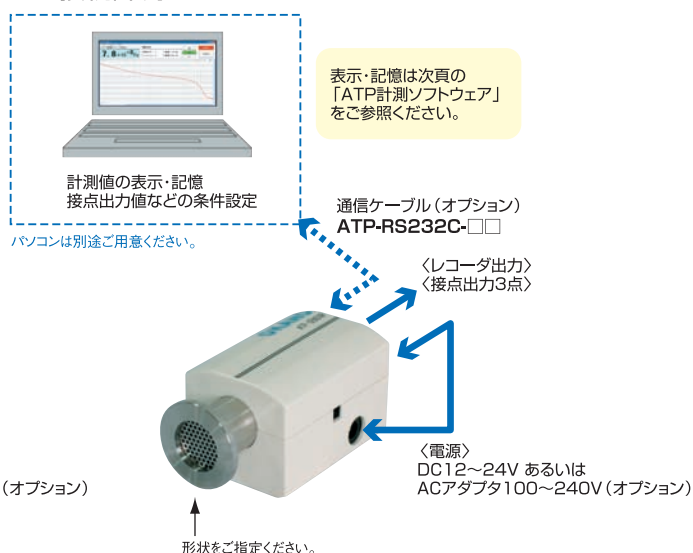 表示・記憶は次頁の
「ATP計測ソフトウェア」
をご参照ください。
計測値の表示・記憶
接点出力値などの条件設定
パソコンは別途ご用意ください。
通信ケーブル（オプション）
ATP-RS232C-□□
〈レコーダ出力〉
〈接点出力3点〉
〈電源〉
DC12～24V あるいは
ACアダプタ100～240V（オプション）
（オプション）
形状をご指定ください。